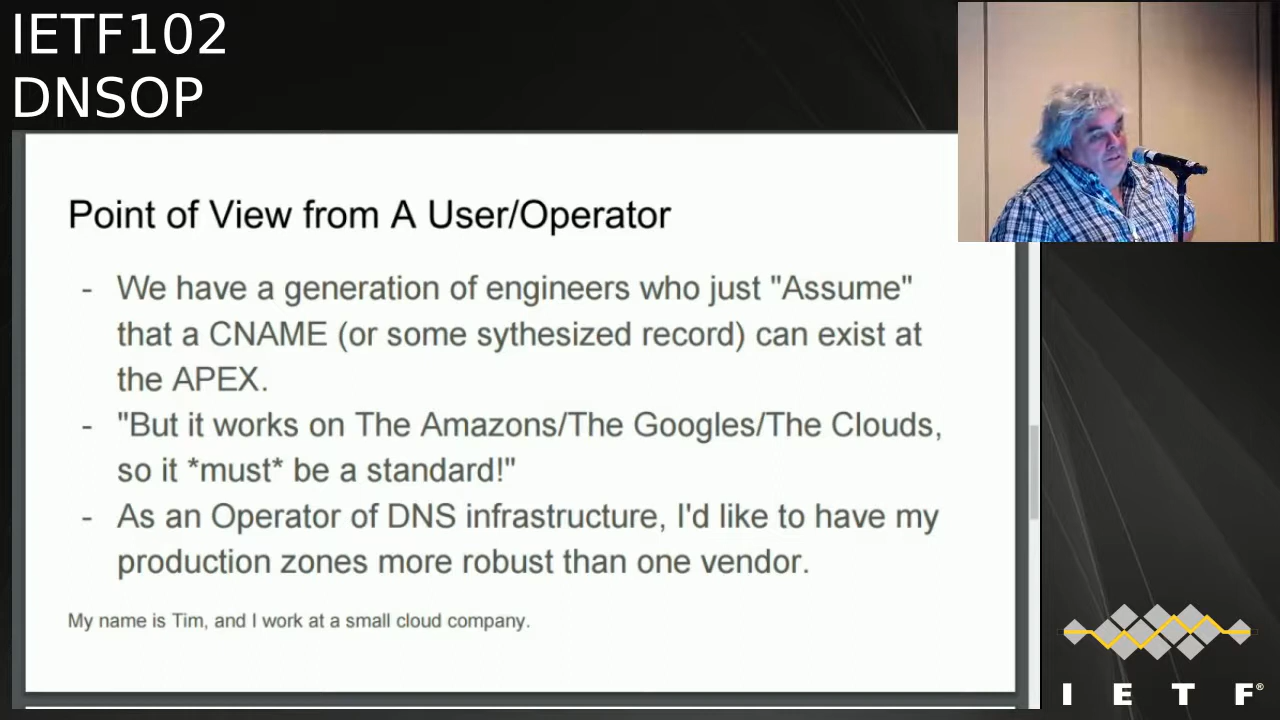 IETF102
DNSOP
Point of View from A User/Operator
- We have a generation of engineers who just "Assume"
that a CNAME (or some sythesized record) can exist at
the APEX.
- "But it works on The Amazons/The Googles/The Clouds,
so it *must* be a standard!"
- As an Operator of DNS infrastructure, I'd like to have my
production zones more robust than one vendor.
My name is Tim, and I work at a small cloud company.
I E T F®